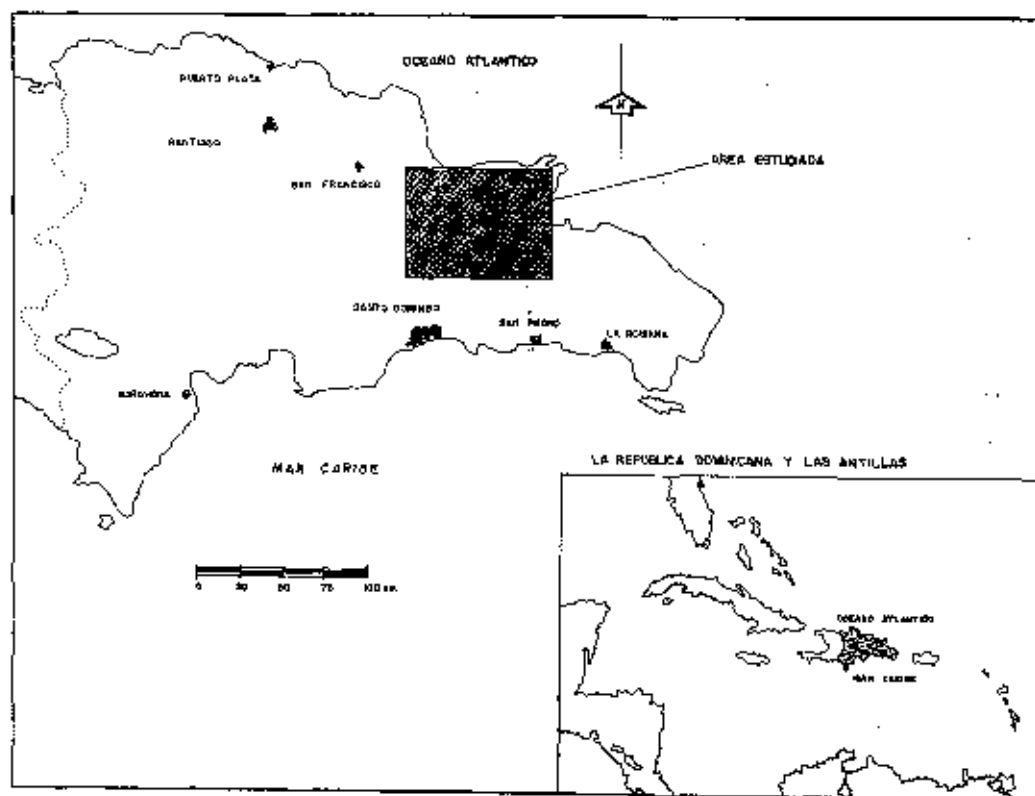 OCEANO ATLANTICO
PUERTO PLATA
N
SANTIAGO
AREA ESTUDIADA
SAN FRANCISCO
SANTO DOMINGO
SAN PEDRO
LA ROMANA
BARAHONA
MAR CARIBE
LA REPUBLICA DOMINICANA Y LAS ANTILLAS
0 50 75 100 KM.
OCEANO ATLANTICO
MAR CARIBE